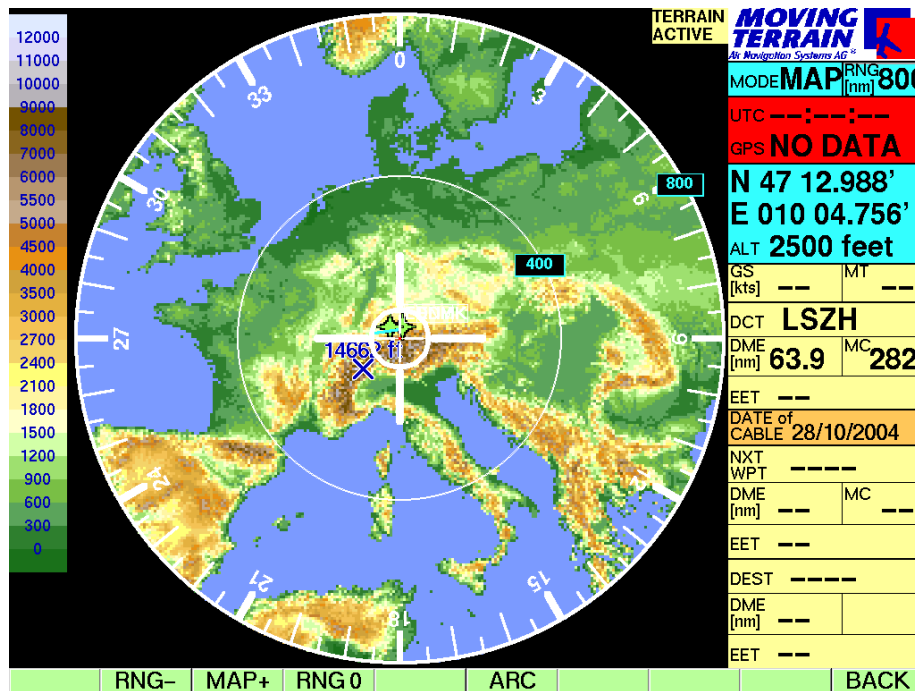 TERRAIN
ACTIVE
MOVING
TERRAIN
Air Navigation Systems AG ®
MODE MAP RNG [nm] 800
UTC --:--:--
GPS NO DATA
N 47 12.988'
E 010 04.756'
ALT 2500 feet
GS [kts] -- MT --
DCT LSZH
DME [nm] 63.9 MC 282
EET --
DATE of
CABLE 28/10/2004
NXT
WPT ----
DME [nm] -- MC --
EET --
DEST ----
DME [nm] --
EET --
12000
11000
10000
9000
8000
7000
6000
5500
5000
4500
4000
3500
3000
2700
2400
2100
1800
1500
1200
900
600
300
0
0
3
6
9
15
18
21
24
27
30
33
800
400
14662 ft
RNG- MAP+ RNG 0 ARC BACK